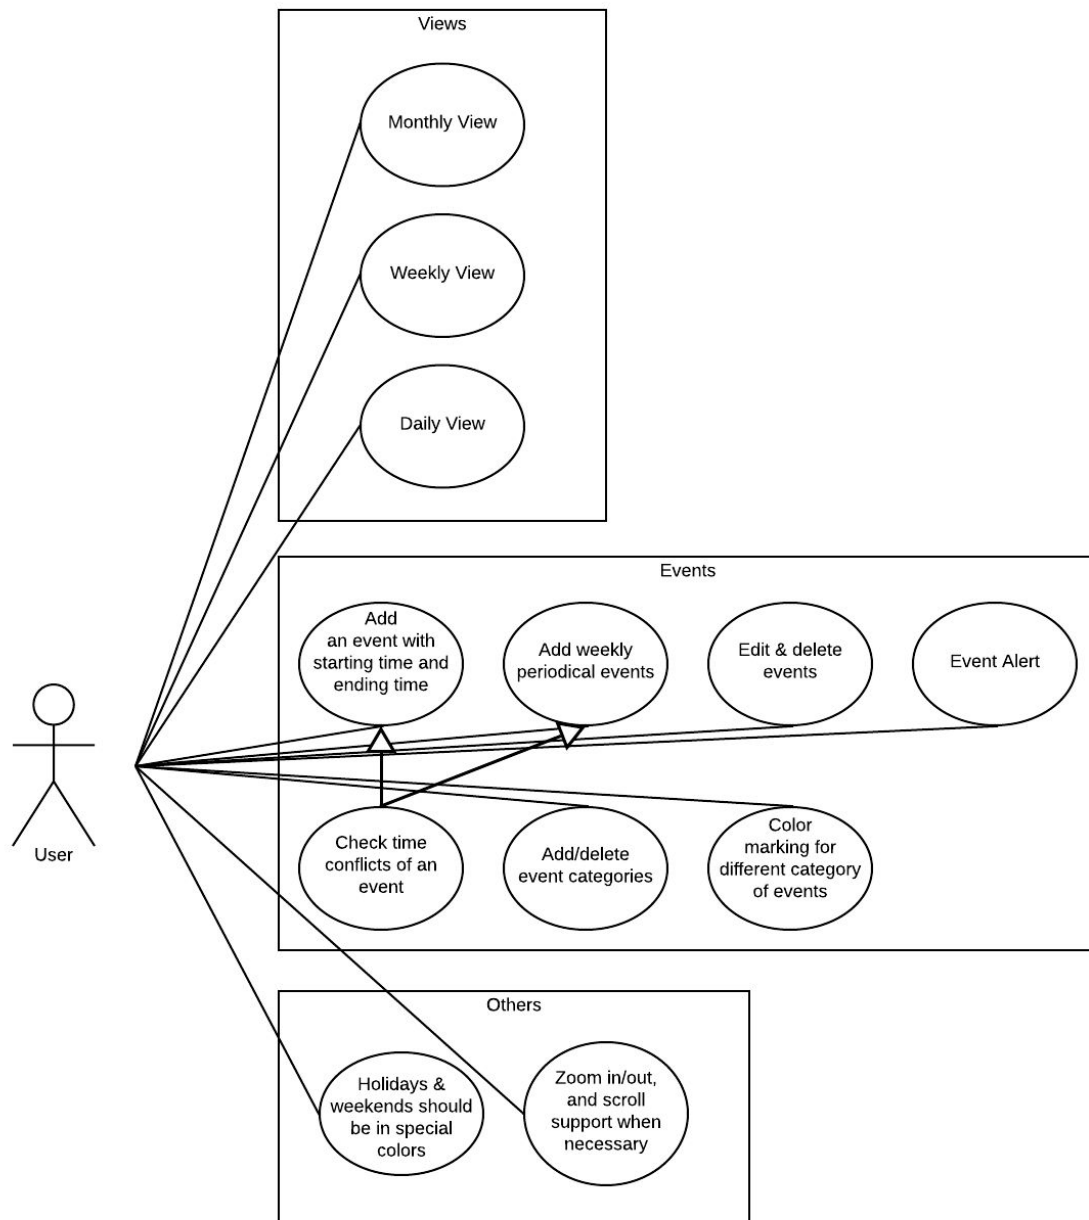 Views
Monthly View
Weekly View
Daily View
Events
Add
an event with
starting time and
ending time
Add weekly
periodical events
Edit & delete
events
Event Alert
User
Check time
conflicts of an
event
Add/delete
event categories
Color
marking for
different category
of events
Others
Holidays &
weekends should
be in special
colors
Zoom in/out,
and scroll
support when
necessary